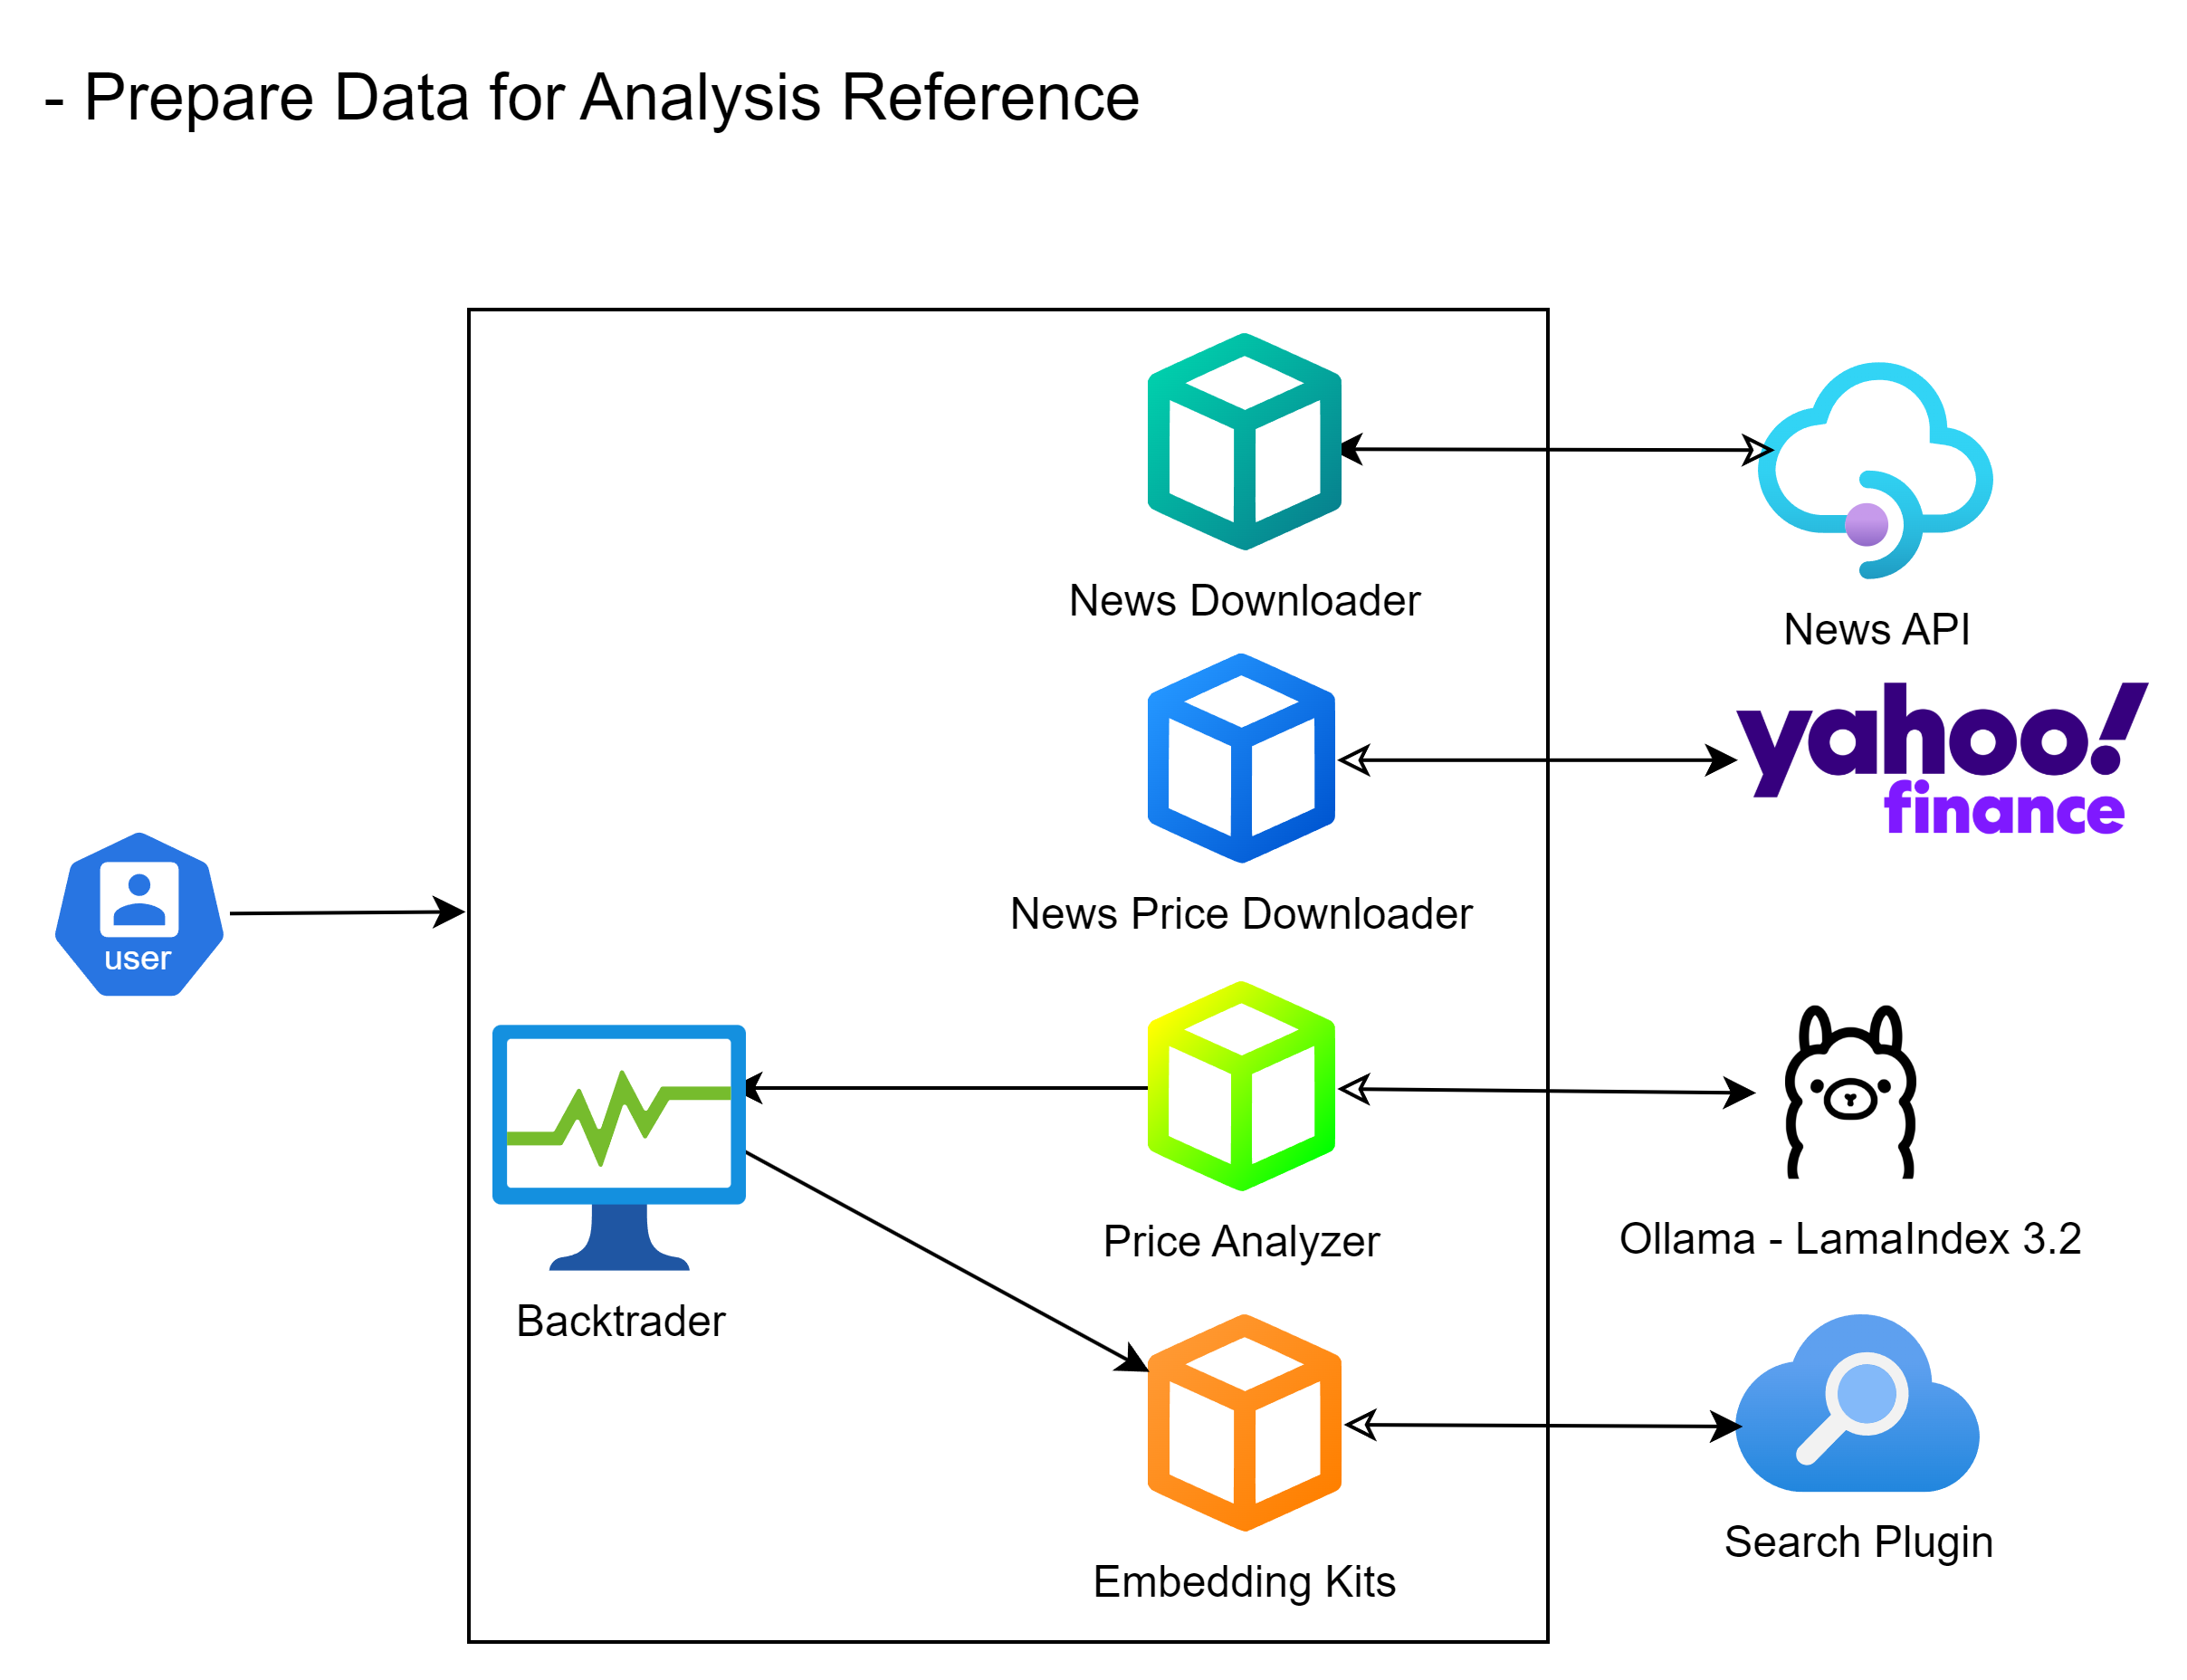 - Prepare Data for Analysis Reference
News Downloader
News API
yahoo!
finance
News Price Downloader
user
Price Analyzer
Ollama - LamaIndex 3.2
Backtrader
Search Plugin
Embedding Kits